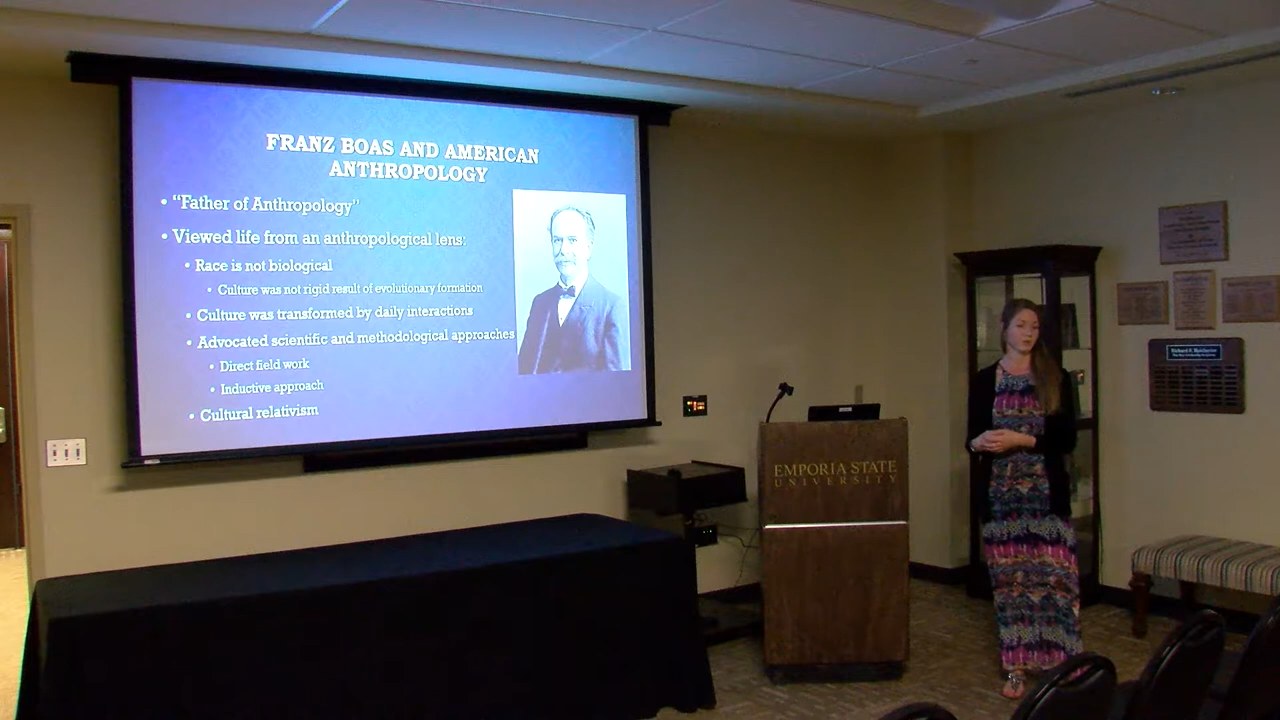 FRANZ BOAS AND AMERICAN
ANTHROPOLOGY
• “Father of Anthropology”
• Viewed life from an anthropological lens:
• Race is not biological
• Culture was not rigid result of evolutionary formation
• Culture was transformed by daily interactions
• Advocated scientific and methodological approaches
• Direct field work
• Inductive approach
• Cultural relativism
EMPORIA STATE
UNIVERSITY